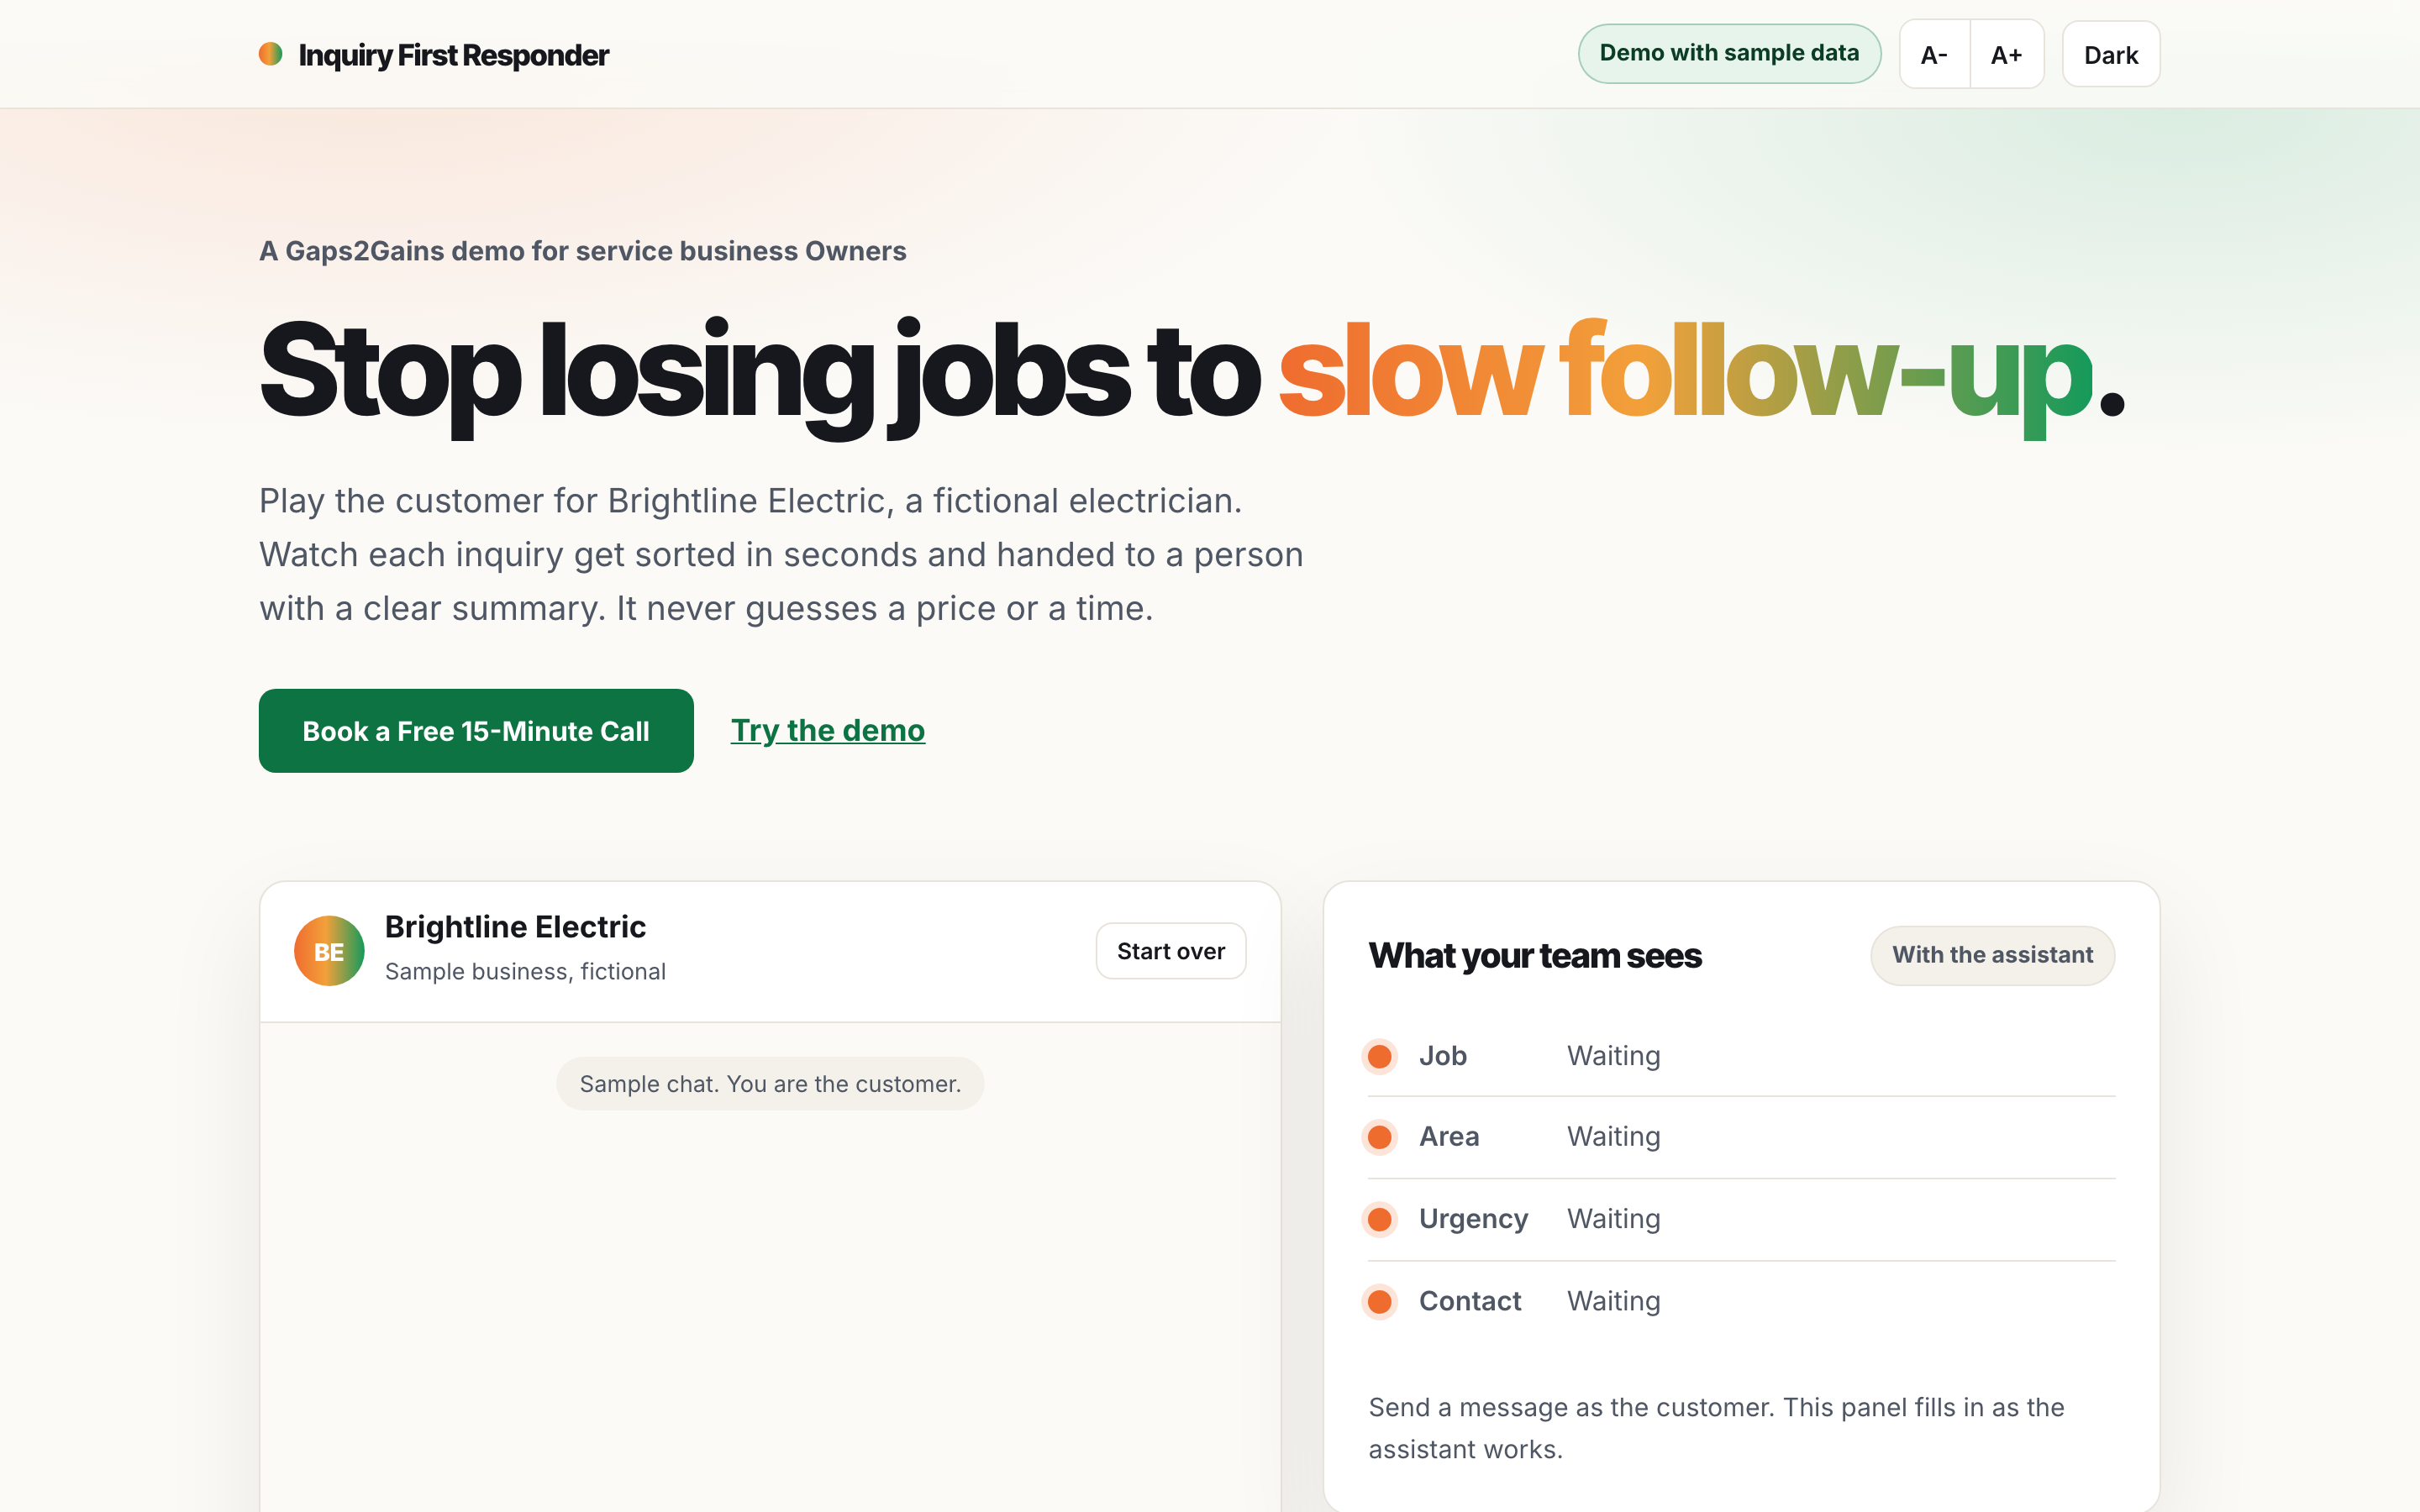 Inquiry First Responder
Demo with sample data
A-
A+
Dark
A Gaps2Gains demo for service business Owners
Stop losing jobs to slow follow-up.
Play the customer for Brightline Electric, a fictional electrician.
Watch each inquiry get sorted in seconds and handed to a person
with a clear summary. It never guesses a price or a time.
Book a Free 15-Minute Call
Try the demo
BE
Brightline Electric
Sample business, fictional
Start over
Sample chat. You are the customer.
What your team sees
With the assistant
Job Waiting
Area Waiting
Urgency Waiting
Contact Waiting
Send a message as the customer. This panel fills in as the
assistant works.